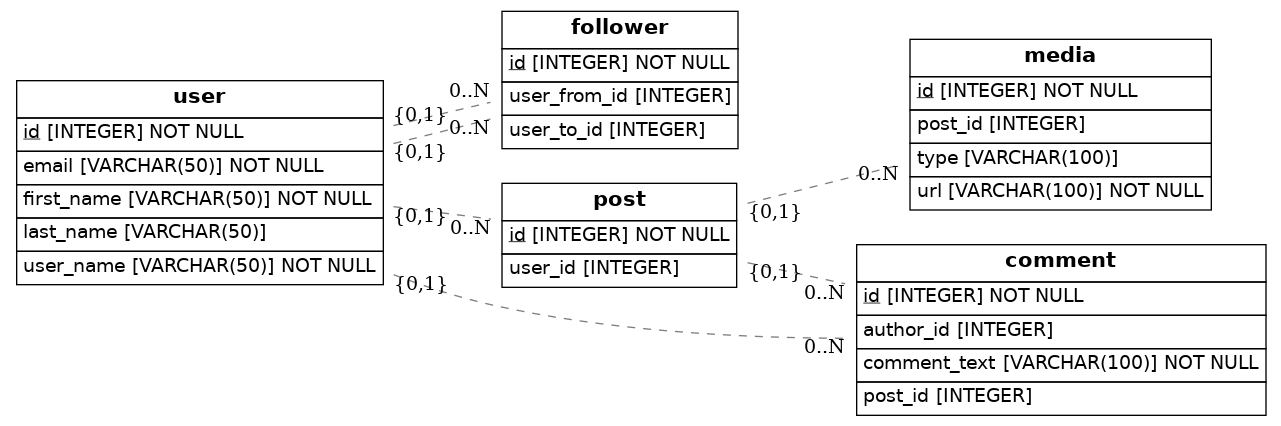 user
id [INTEGER] NOT NULL
email [VARCHAR(50)] NOT NULL
first_name [VARCHAR(50)] NOT NULL
last_name [VARCHAR(50)]
user_name [VARCHAR(50)] NOT NULL
{0,1}
0..N
{0,1}
0..N
{0,1}
0..N
{0,1}
0..N
follower
id [INTEGER] NOT NULL
user_from_id [INTEGER]
user_to_id [INTEGER]
post
id [INTEGER] NOT NULL
user_id [INTEGER]
{0,1}
0..N
{0,1}
0..N
media
id [INTEGER] NOT NULL
post_id [INTEGER]
type [VARCHAR(100)]
url [VARCHAR(100)] NOT NULL
comment
id [INTEGER] NOT NULL
author_id [INTEGER]
comment_text [VARCHAR(100)] NOT NULL
post_id [INTEGER]